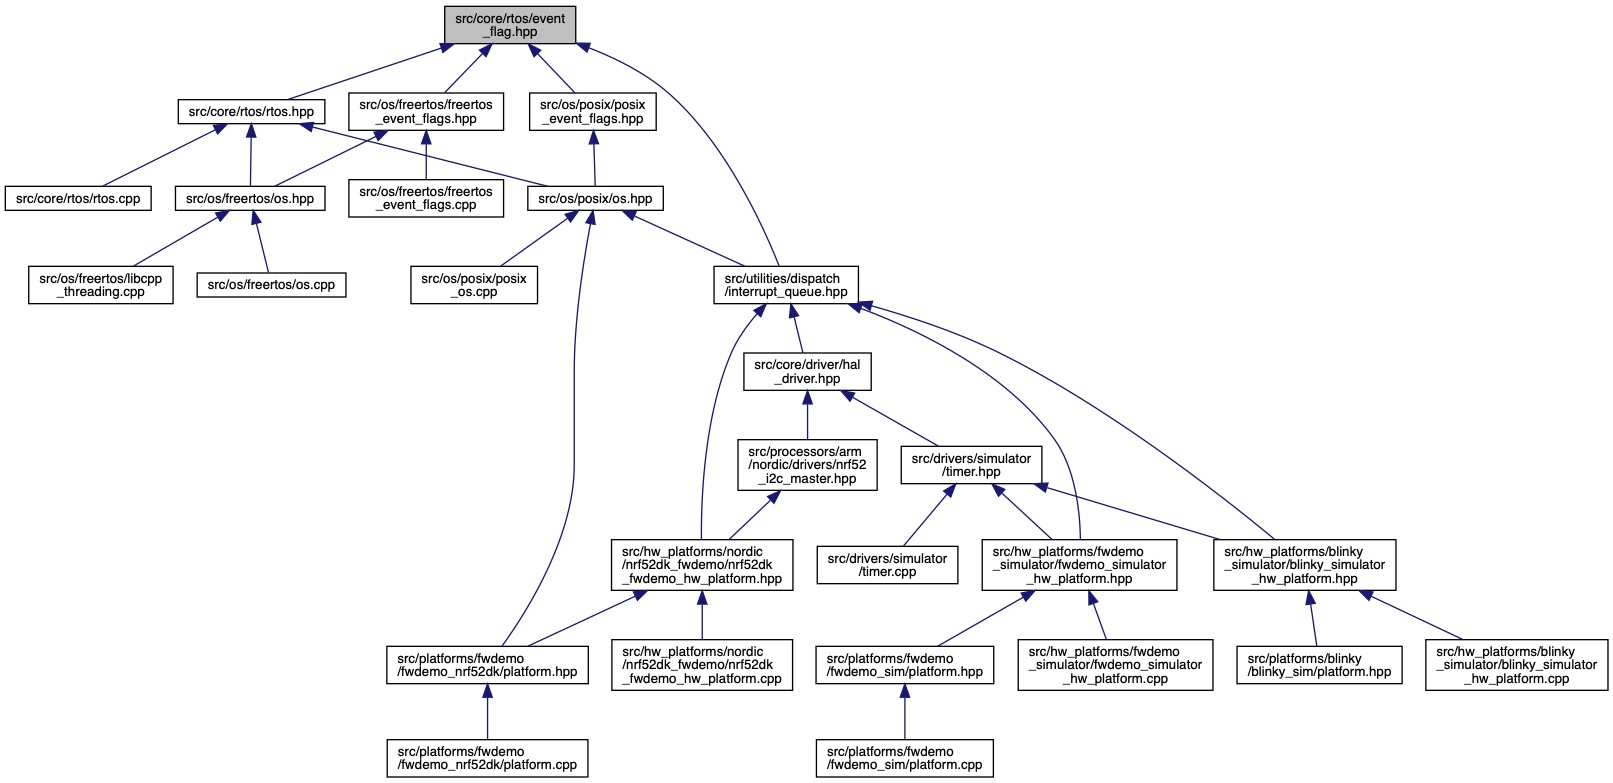 src/core/rtos/event
_flag.hpp
src/core/rtos/rtos.hpp
src/os/freertos/freertos
_event_flags.hpp
src/os/posix/posix
_event_flags.hpp
src/core/rtos/rtos.cpp
src/os/freertos/os.hpp
src/os/freertos/freertos
_event_flags.cpp
src/os/posix/os.hpp
src/os/freertos/libcpp
_threading.cpp
src/os/freertos/os.cpp
src/os/posix/posix
_os.cpp
src/utilities/dispatch
/interrupt_queue.hpp
src/core/driver/hal
_driver.hpp
src/processors/arm
/nordic/drivers/nrf52
_i2c_master.hpp
src/drivers/simulator
/timer.hpp
src/hw_platforms/nordic
/nrf52dk_fwdemo/nrf52dk
_fwdemo_hw_platform.hpp
src/drivers/simulator
/timer.cpp
src/hw_platforms/fwdemo
_simulator/fwdemo_simulator
_hw_platform.hpp
src/hw_platforms/blinky
_simulator/blinky_simulator
_hw_platform.hpp
src/platforms/fwdemo
/fwdemo_nrf52dk/platform.hpp
src/hw_platforms/nordic
/nrf52dk_fwdemo/nrf52dk
_fwdemo_hw_platform.cpp
src/platforms/fwdemo
/fwdemo_sim/platform.hpp
src/hw_platforms/fwdemo
_simulator/fwdemo_simulator
_hw_platform.cpp
src/platforms/blinky
/blinky_sim/platform.hpp
src/hw_platforms/blinky
_simulator/blinky_simulator
_hw_platform.cpp
src/platforms/fwdemo
/fwdemo_nrf52dk/platform.cpp
src/platforms/fwdemo
/fwdemo_sim/platform.cpp